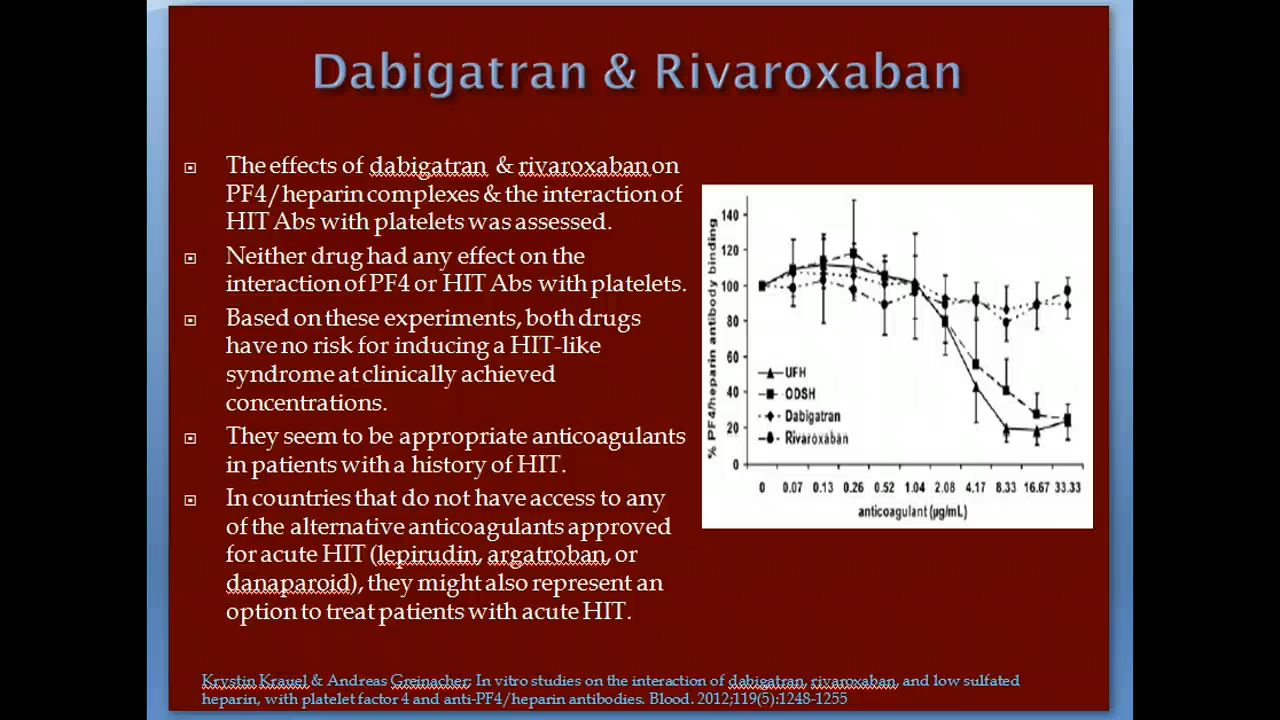 Dabigatran & Rivaroxaban
The effects of dabigatran & rivaroxaban on
PF4/heparin complexes & the interaction of
HIT Abs with platelets was assessed.
Neither drug had any effect on the
interaction of PF4 or HIT Abs with platelets.
Based on these experiments, both drugs
have no risk for inducing a HIT-like
syndrome at clinically achieved
concentrations.
They seem to be appropriate anticoagulants
in patients with a history of HIT.
In countries that do not have access to any
of the alternative anticoagulants approved
for acute HIT (lepirudin, argatroban, or
danaparoid), they might also represent an
option to treat patients with acute HIT.
% PF4/heparin antibody binding
140
120
100
80
60
40
20
0
UFH
ODSH
Dabigatran
Rivaroxaban
0 0.07 0.13 0.26 0.52 1.04 2.08 4.17 8.33 16.67 33.33
anticoagulant (µg/mL)
Krystin Krauel & Andreas Greinacher: In vitro studies on the interaction of dabigatran, rivaroxaban, and low sulfated
heparin, with platelet factor 4 and anti-PF4/heparin antibodies. Blood. 2012;119(5):1248-1255